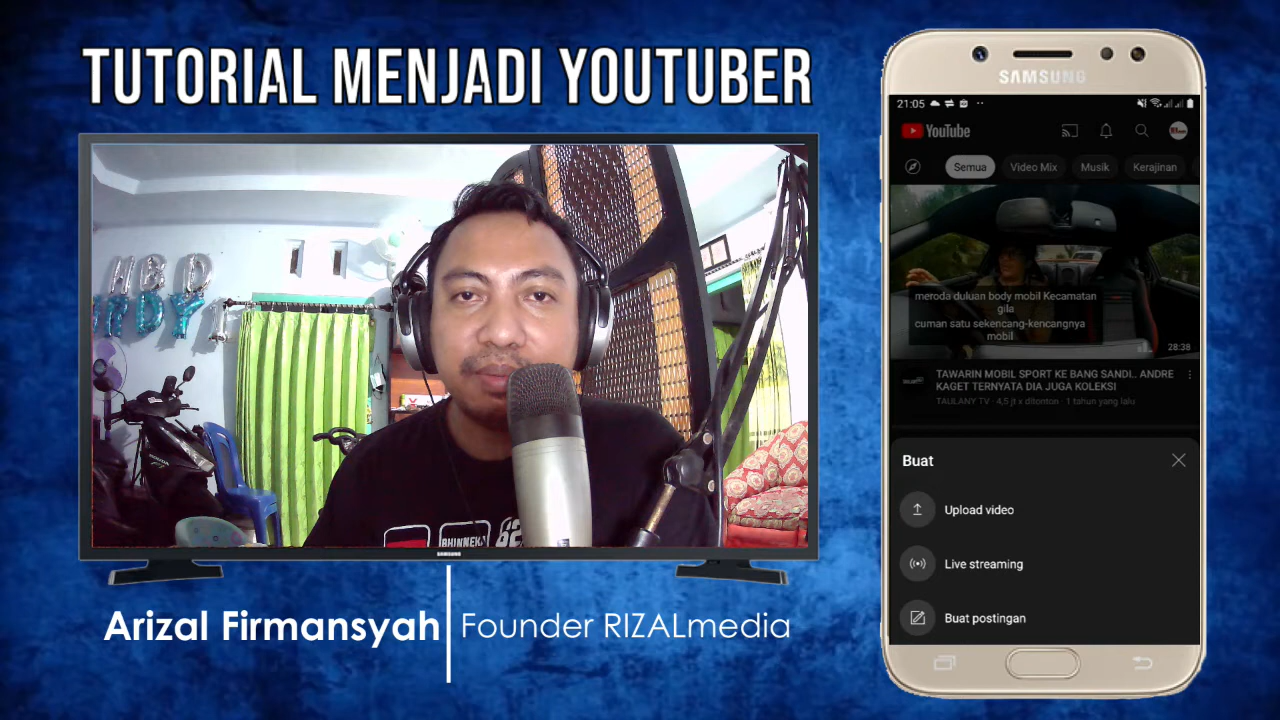 TUTORIAL MENJADI YOUTUBER
SAMSUNG
21:05
YouTube
Semua
Video Mix
Musik
Kerajinan
meroda duluan body mobil Kecamatan
gila
cuman satu sekencang-kencangnya
mobil
28:38
TAWARIN MOBIL SPORT KE BANG SANDI.. ANDRE
KAGET TERNYATA DIA JUGA KOLEKSI
TAULANY TV · 4,5 jt x ditonton · 1 tahun yang lalu
Buat
Upload video
Live streaming
Buat postingan
HBD
HONDA
BHINNEKA
SAMSUNG
Arizal Firmansyah
Founder RIZALmedia